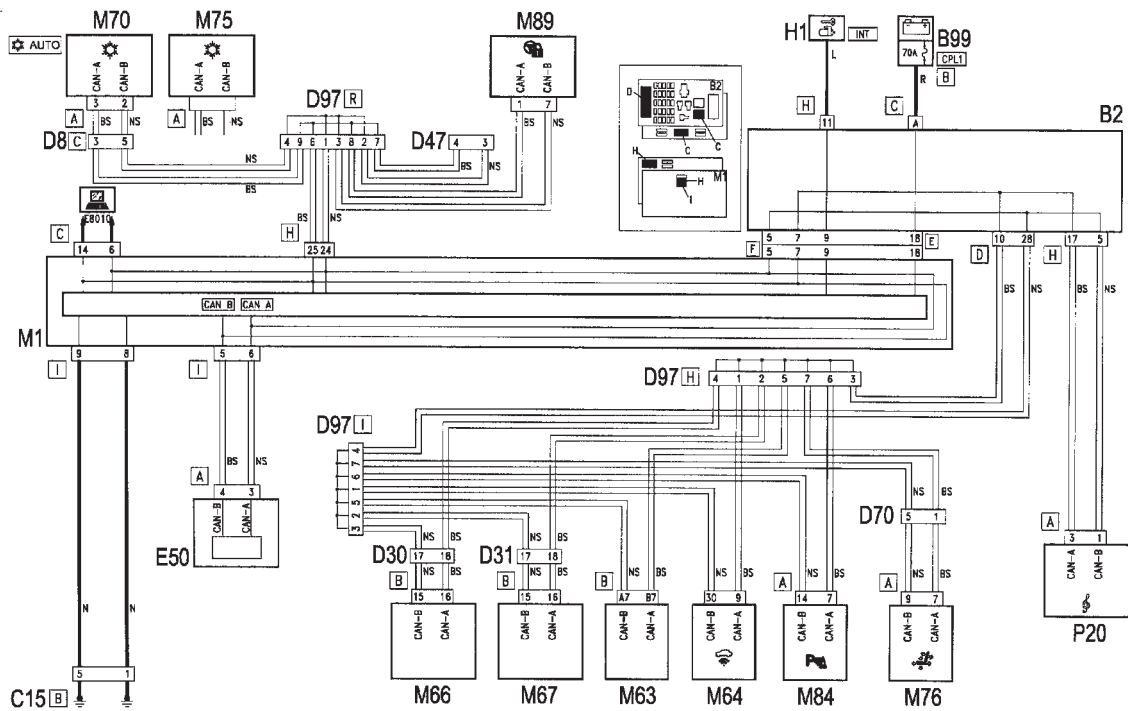 M70 M75 M89 H1 INT B99
AUTO 70A CPL1
CAN-A CAN-B CAN-A CAN-B CAN-A CAN-B L R B
3 2 D97 R 1 7 H C
A BS NS A BS NS BS NS
D8 C 3 5 4 9 6 1 3 8 2 7 D47 4 3 11 A B2
NS BS NS
BS
E8010
D B2 C C H M1 H I
C BS NS
14 6 H 25 24
5 7 9 18 E 10 28 17 5
F 5 7 9 18 D H
CAN B CAN A BS NS BS NS
M1
9 8 5 6
I I
D97 H 4 1 2 5 7 6 3
D97 I 4 7 6 1 5 2 3
BS NS
A
4 3
CAN-B CAN-A
E50
NS BS
D70 5 1
NS BS NS BS
D30 17 18 D31 17 18
A
3 1
CAN-A CAN-B
P20
B NS BS B NS BS B NS BS NS BS A NS BS A NS BS
15 16 15 16 A7 B7 30 9 14 7 9 7
CAN-B CAN-A CAN-B CAN-A CAN-B CAN-A CAN-B CAN-A CAN-B CAN-A CAN-B CAN-A
N N
5 1
C15 B
M66 M67 M63 M64 M84 M76